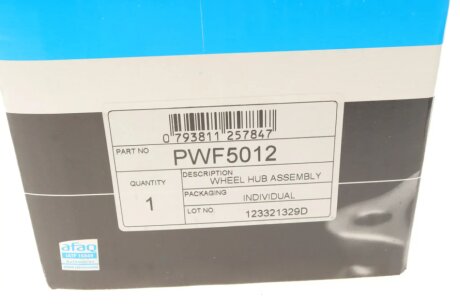 0 793811 257847
PART NO PWF5012
QUANTITY
1
DESCRIPTION
WHEEL HUB ASSEMBLY
PACKAGING
INDIVIDUAL
LOT NO 123321329D
afaq